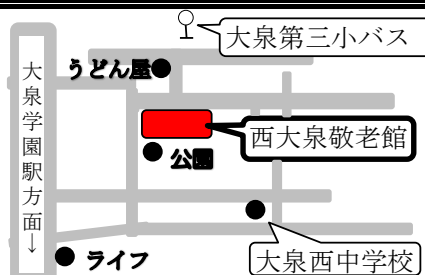 大泉第三小バス
うどん屋
大泉学園駅方面↓
西大泉敬老館
公園
大泉西中学校
ライフ